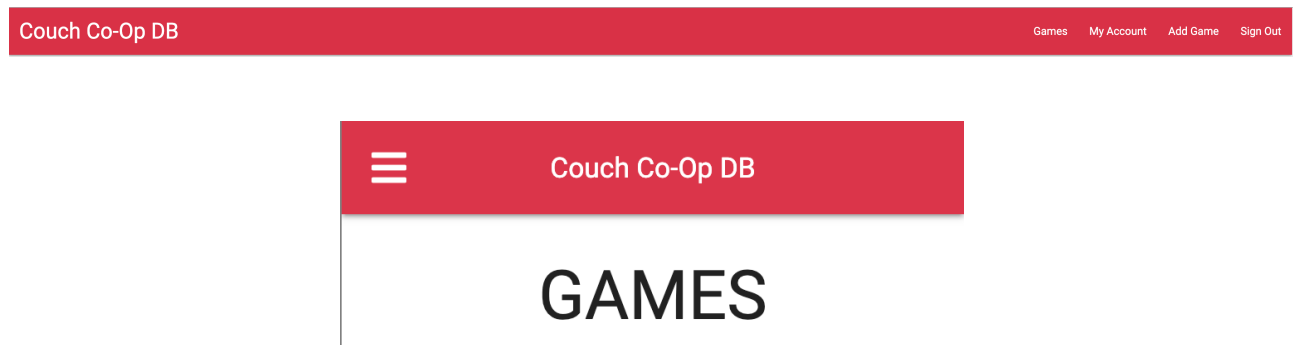 Couch Co-Op DB Games My Account Add Game Sign Out
Couch Co-Op DB
GAMES